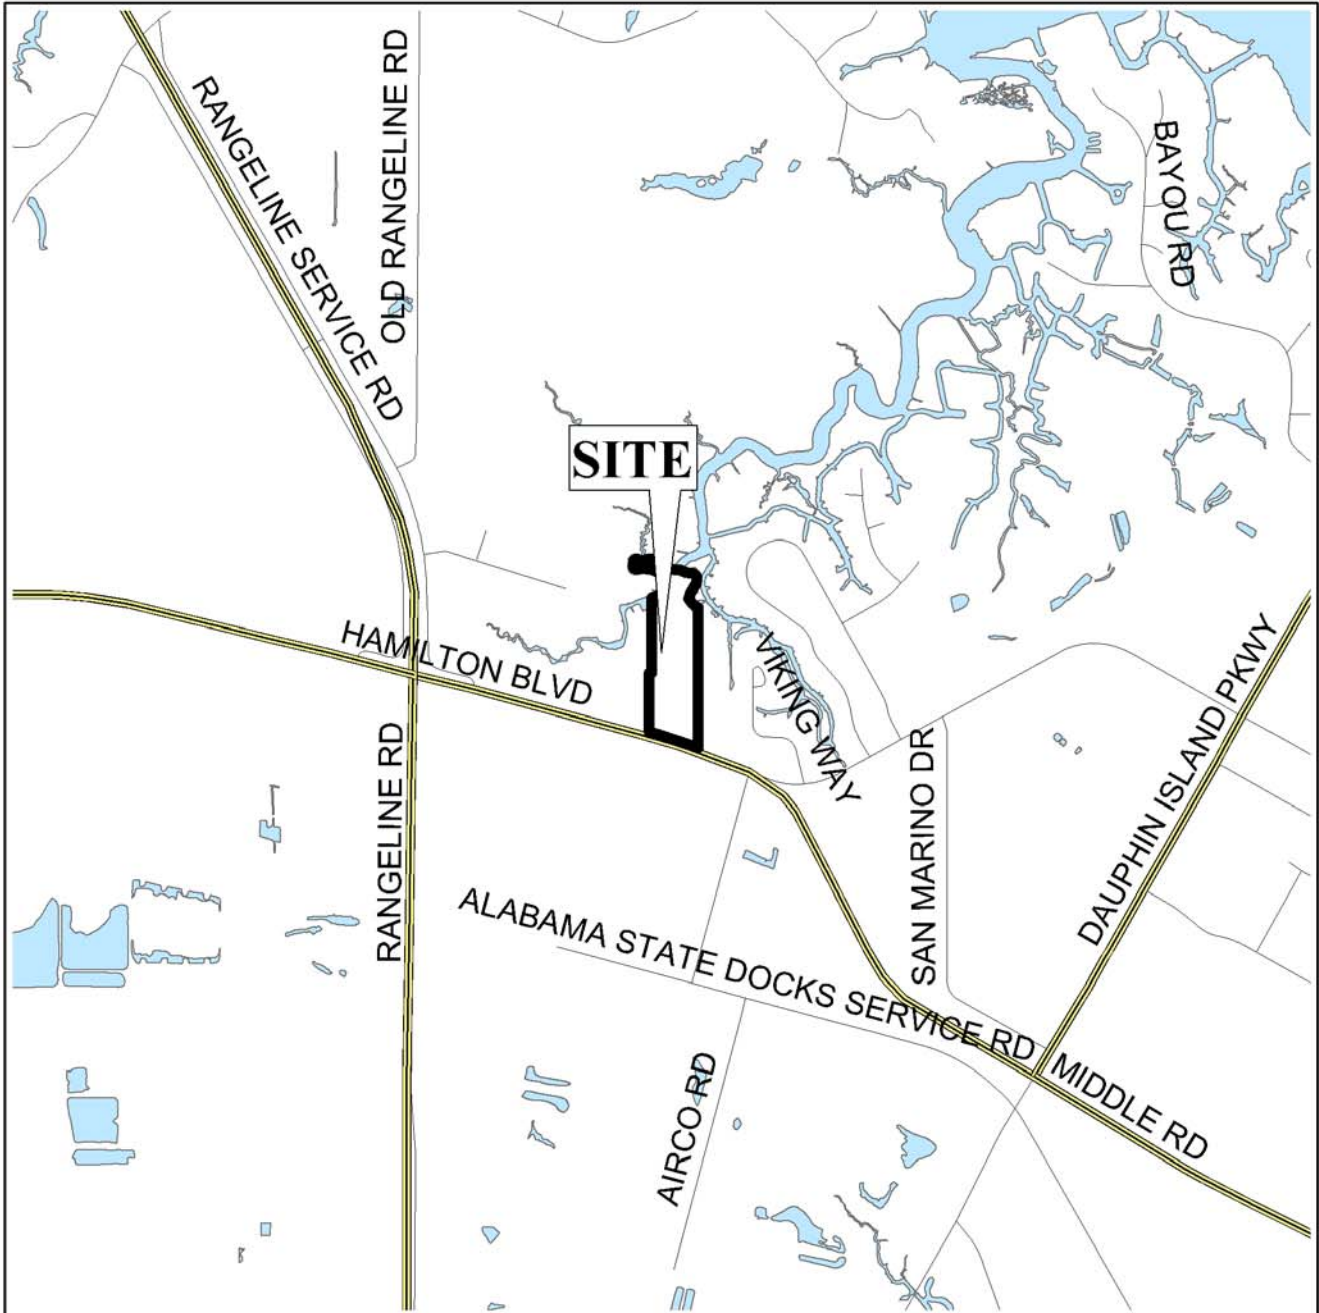 RANGELINE SERVICE RD
OLD RANGELINE RD
BAYOU RD
SITE
HAMILTON BLVD
VIKING WAY
RANGELINE RD
SAN MARINO DR
DAUPHIN ISLAND PKWY
ALABAMA STATE DOCKS SERVICE RD
MIDDLE RD
AIRCO RD